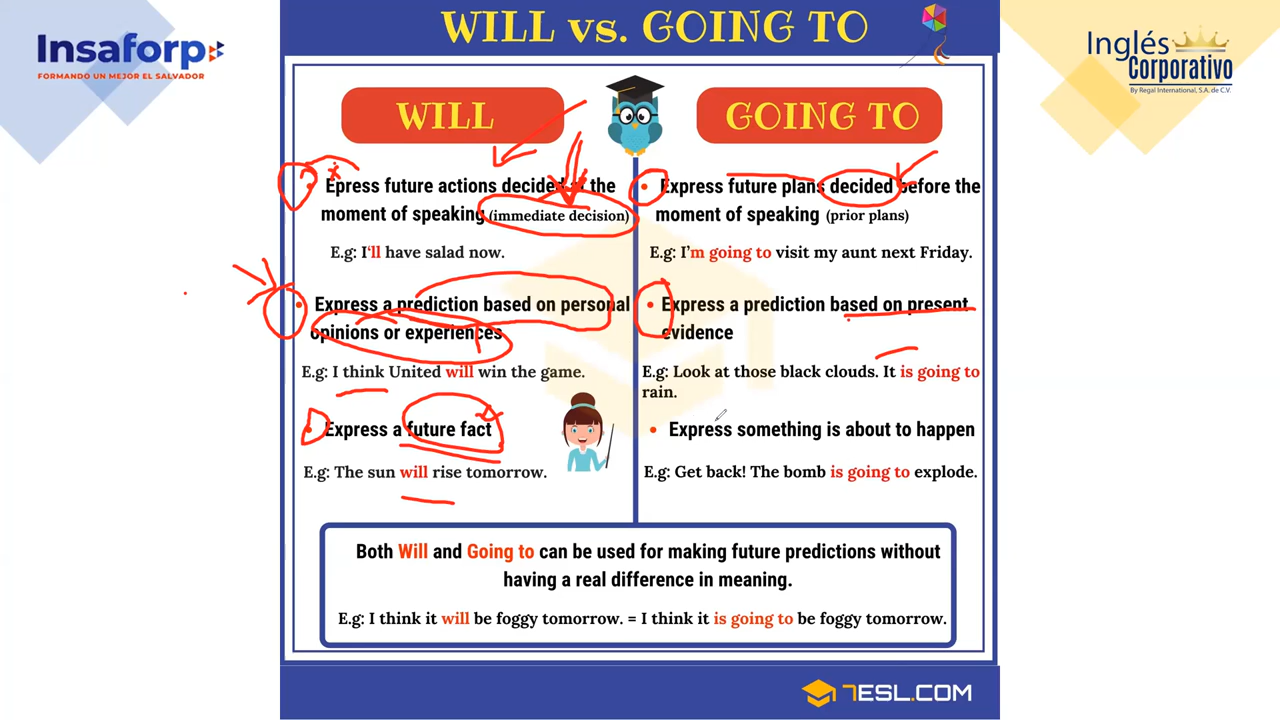 Insaforp
FORMANDO UN MEJOR EL SALVADOR
WILL vs. GOING TO
Inglés
Corporativo
By Regal International, S.A. de C.V.
WILL
Epress future actions decided at the
moment of speaking (immediate decision)
E.g: I'll have salad now.
Express a prediction based on personal
opinions or experiences
E.g: I think United will win the game.
Express a future fact
E.g: The sun will rise tomorrow.
GOING TO
Express future plans decided before the
moment of speaking (prior plans)
E.g: I'm going to visit my aunt next Friday.
Express a prediction based on present
evidence
E.g: Look at those black clouds. It is going to
rain.
Express something is about to happen
E.g: Get back! The bomb is going to explode.
Both Will and Going to can be used for making future predictions without
having a real difference in meaning.
E.g: I think it will be foggy tomorrow. = I think it is going to be foggy tomorrow.
7ESL.COM